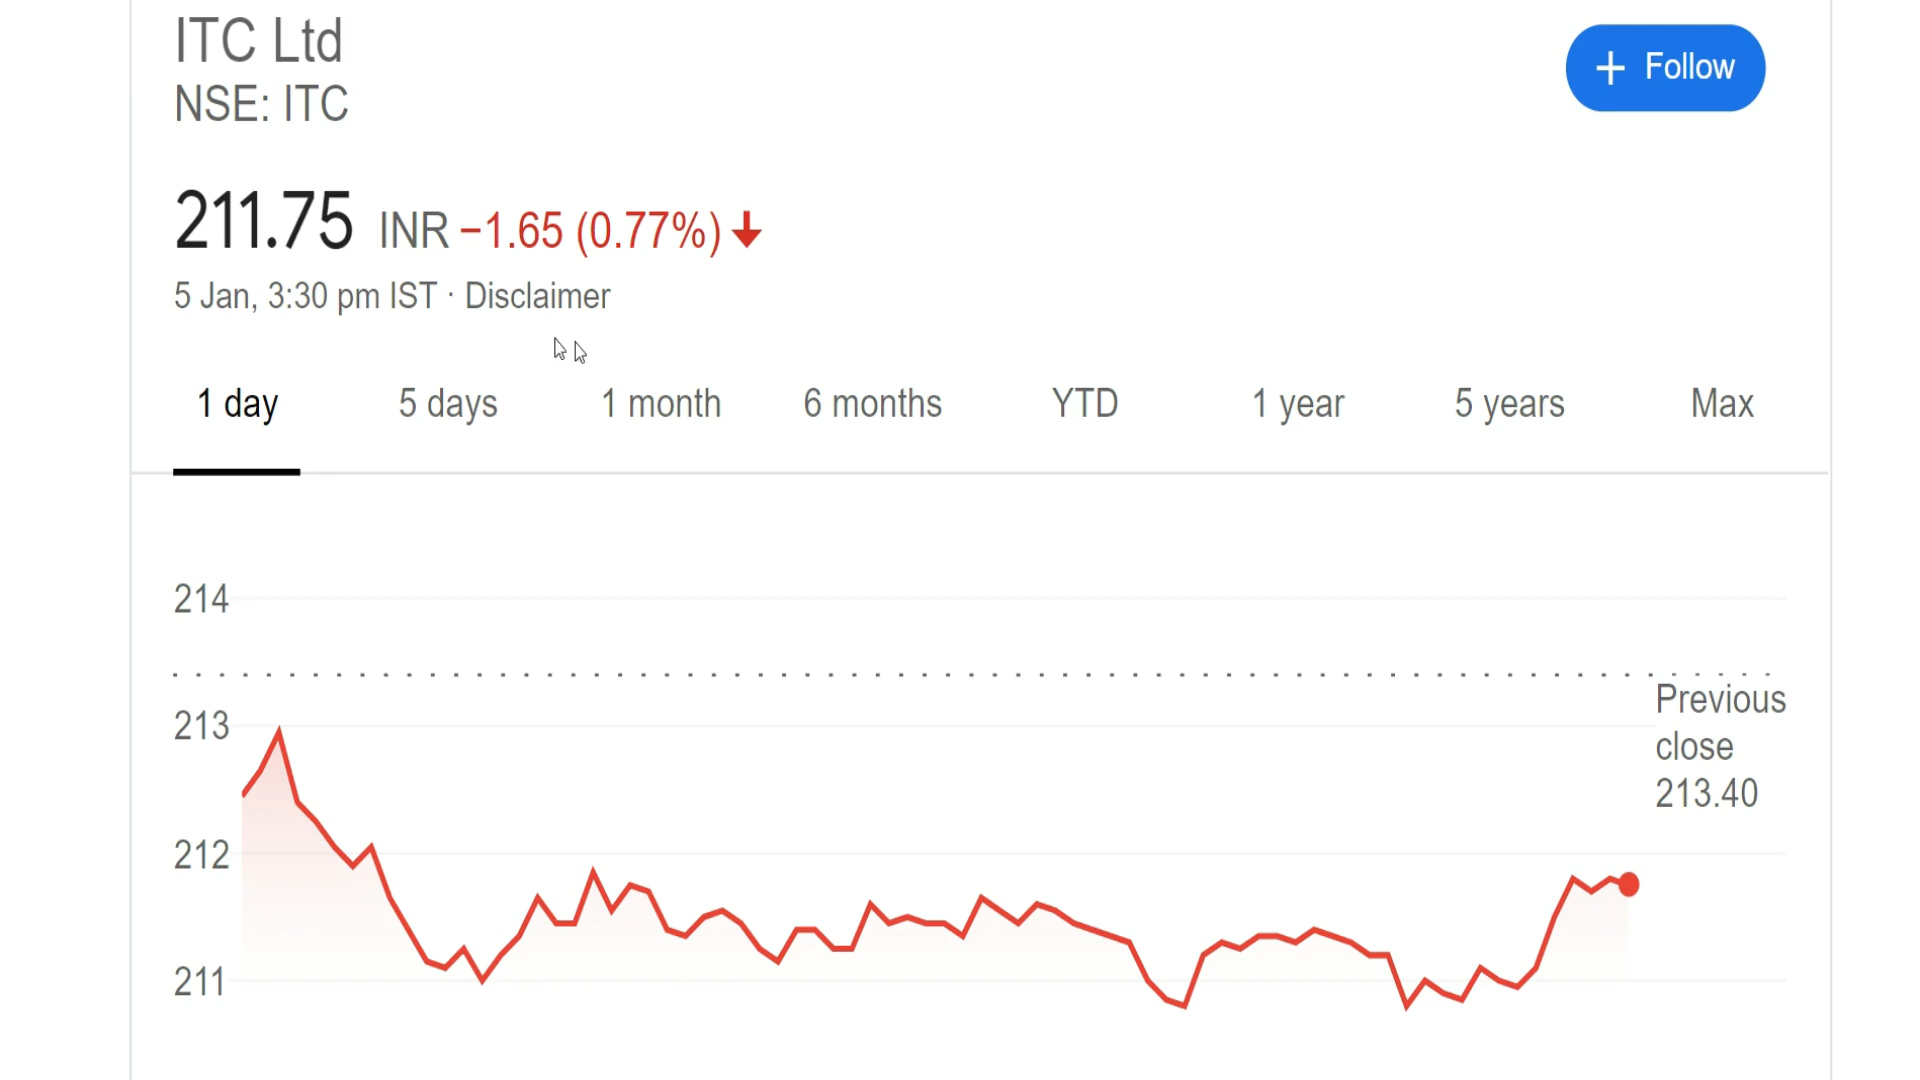 ITC Ltd
+ Follow
NSE: ITC
211.75 INR −1.65 (0.77%) ↓
5 Jan, 3:30 pm IST · Disclaimer
1 day 5 days 1 month 6 months YTD 1 year 5 years Max
214
213
Previous
close
213.40
212
211